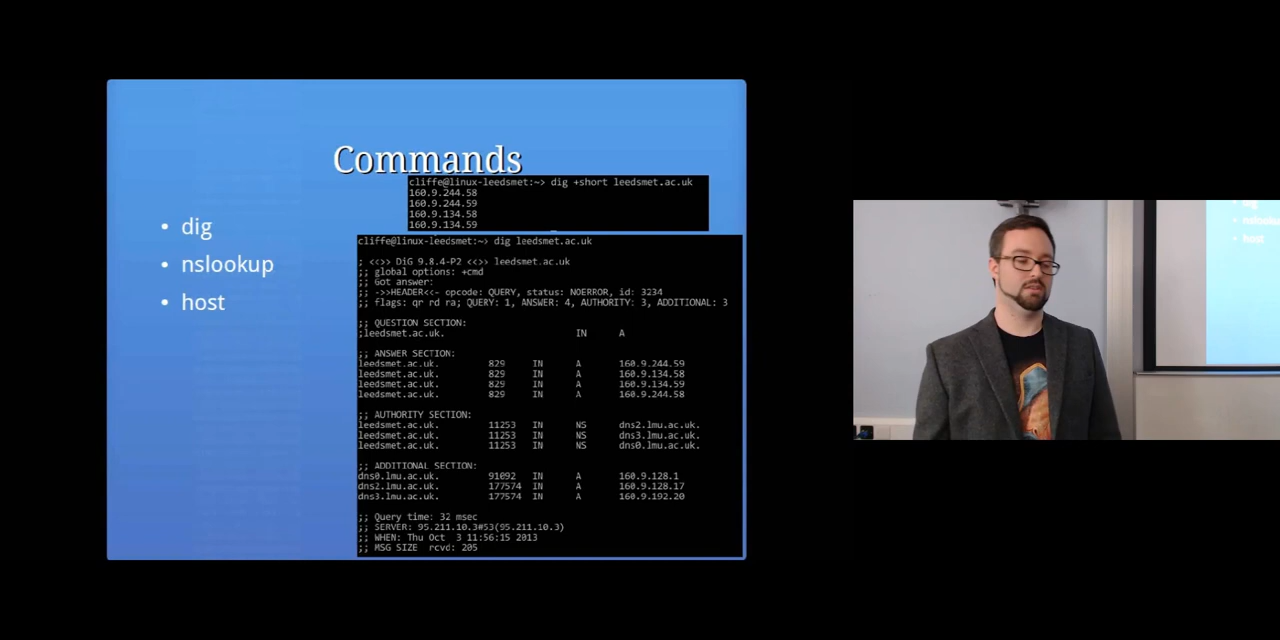 Commands
• dig
• nslookup
• host
cliffe@linux-leedsmet:~> dig +short leedsmet.ac.uk
160.9.244.58
160.9.244.59
160.9.134.58
160.9.134.59
cliffe@linux-leedsmet:~> dig leedsmet.ac.uk
; <<>> DiG 9.8.4-P2 <<>> leedsmet.ac.uk
;; global options: +cmd
;; Got answer:
;; ->>HEADER<<- opcode: QUERY, status: NOERROR, id: 3234
;; flags: qr rd ra; QUERY: 1, ANSWER: 4, AUTHORITY: 3, ADDITIONAL: 3
;; QUESTION SECTION:
;leedsmet.ac.uk. IN A
;; ANSWER SECTION:
leedsmet.ac.uk. 829 IN A 160.9.244.59
leedsmet.ac.uk. 829 IN A 160.9.134.58
leedsmet.ac.uk. 829 IN A 160.9.134.59
leedsmet.ac.uk. 829 IN A 160.9.244.58
;; AUTHORITY SECTION:
leedsmet.ac.uk. 11253 IN NS dns2.lmu.ac.uk.
leedsmet.ac.uk. 11253 IN NS dns3.lmu.ac.uk.
leedsmet.ac.uk. 11253 IN NS dns0.lmu.ac.uk.
;; ADDITIONAL SECTION:
dns0.lmu.ac.uk. 91092 IN A 160.9.128.1
dns2.lmu.ac.uk. 177574 IN A 160.9.128.17
dns3.lmu.ac.uk. 177574 IN A 160.9.192.20
;; Query time: 32 msec
;; SERVER: 95.211.10.3#53(95.211.10.3)
;; WHEN: Thu Oct 3 11:56:15 2013
;; MSG SIZE rcvd: 205
nslooku
host